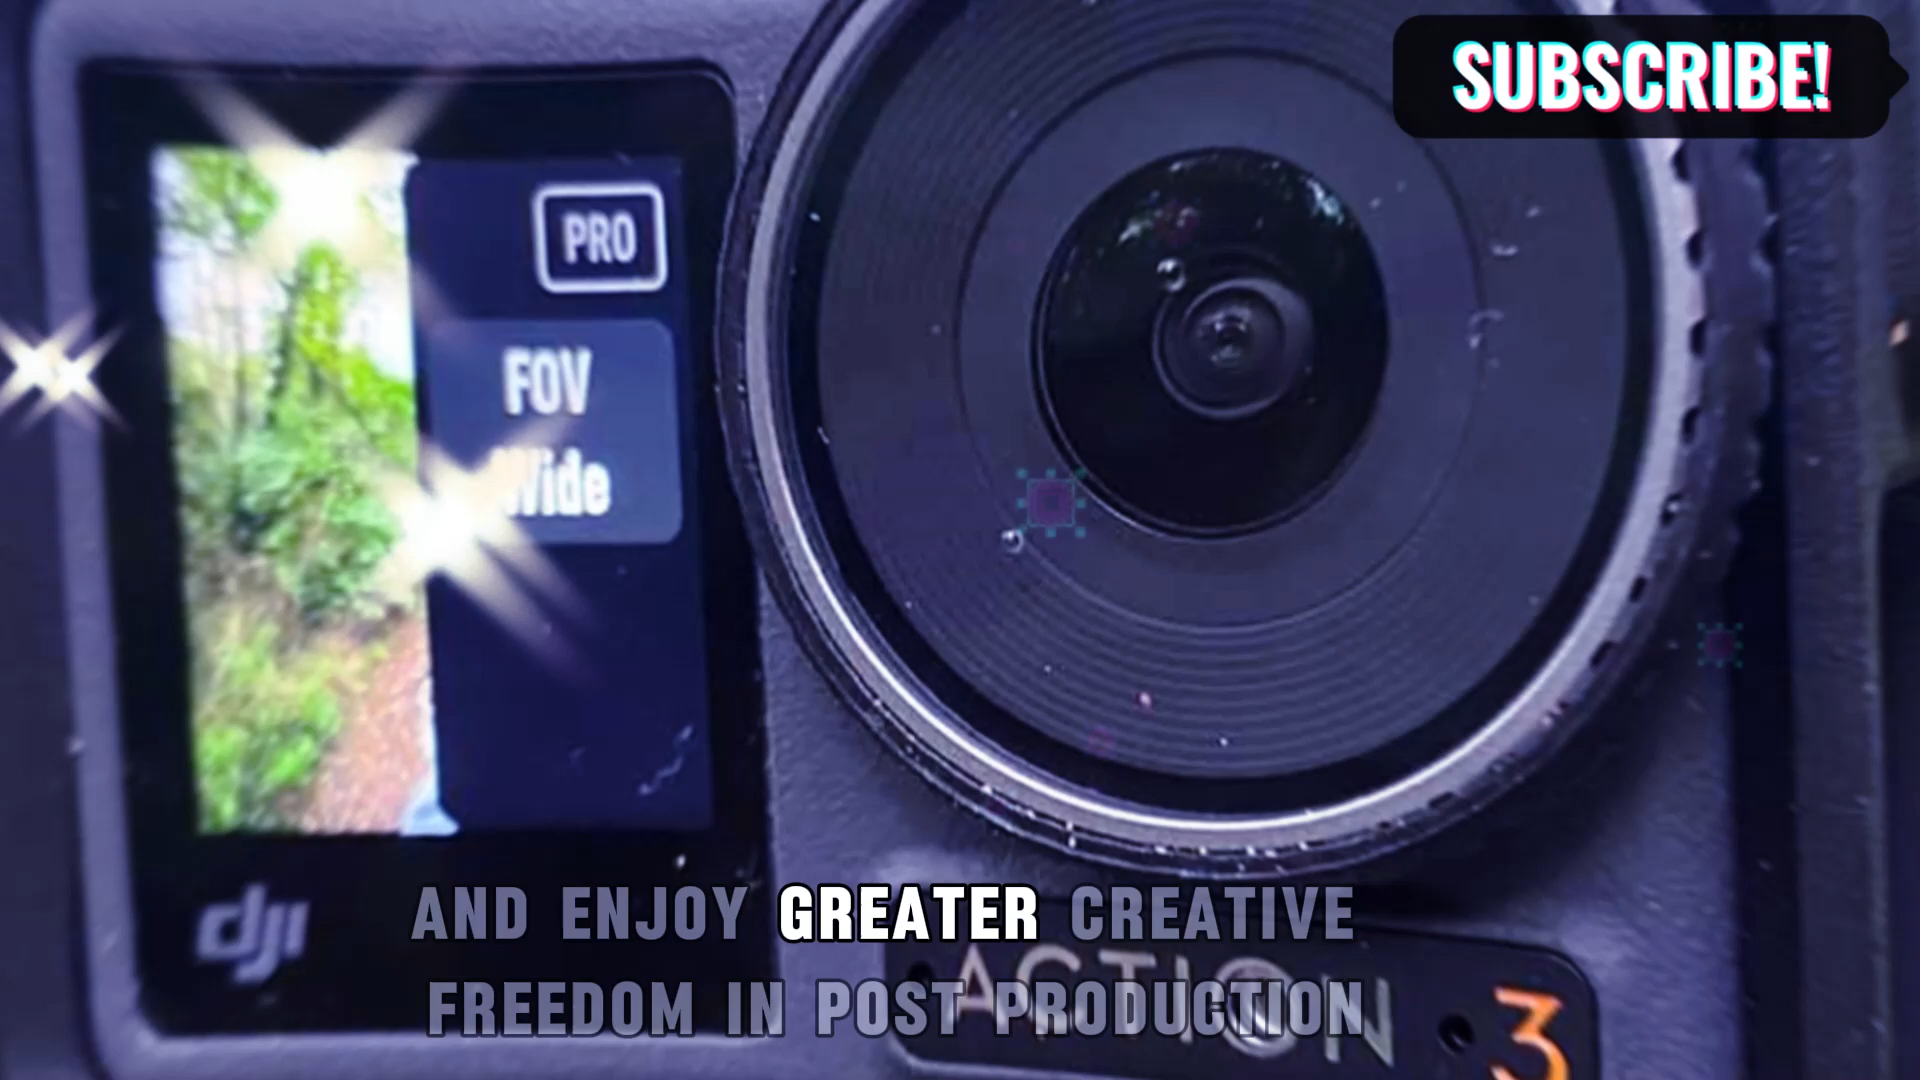 SUBSCRIBE!
PRO
FOV
Wide
dji
AND ENJOY GREATER CREATIVE
ACTION 3
FREEDOM IN POST PRODUCTION